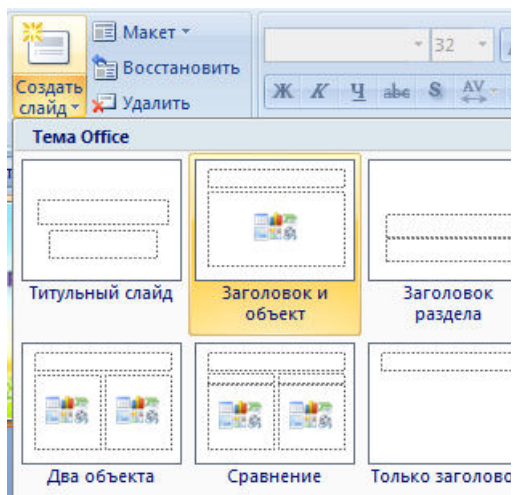 Создать
слайд
Макет
Восстановить
Удалить
32
Ж К Ч abc S AV
Тема Office
Титульный слайд
Заголовок и
объект
Заголовок
раздела
Два объекта
Сравнение
Только заголово